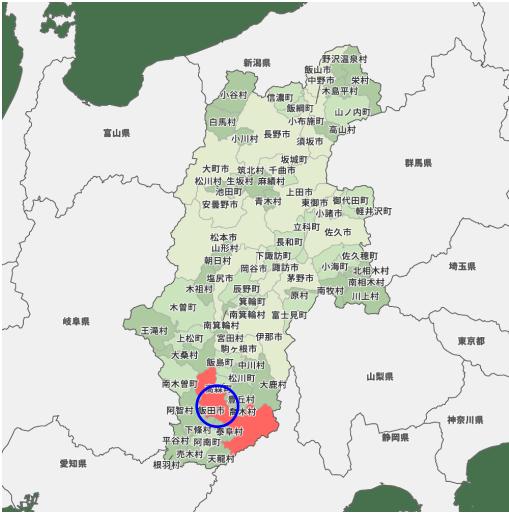 新潟県
野沢温泉村
飯山市
中野市
栄村
木島平村
小谷村
信濃町
飯綱町
山ノ内町
小布施町
白馬村
高山村
長野市
小川村
須坂市
富山県
坂城町
群馬県
大町市
筑北村
千曲市
松川村
生坂村
麻績村
池田町
上田市
青木村
東御市
御代田町
安曇野市
小諸市
軽井沢町
立科町
佐久市
松本市
長和町
山形村
下諏訪町
佐久穂町
朝日村
岡谷市
諏訪市
小海町
北相木村
埼玉県
塩尻市
茅野市
南相木村
木祖村
辰野町
原村
南牧村
川上村
箕輪町
木曽町
南箕輪村
富士見町
岐阜県
南箕輪村
王滝村
上松町
宮田村
伊那市
東京都
駒ヶ根市
大桑村
飯島町
中川村
山梨県
南木曽町
松川町
大鹿村
高森町
豊丘村
阿智村
飯田市
喬木村
神奈川県
下條村
泰阜村
静岡県
平谷村
阿南町
売木村
天龍村
愛知県
根羽村